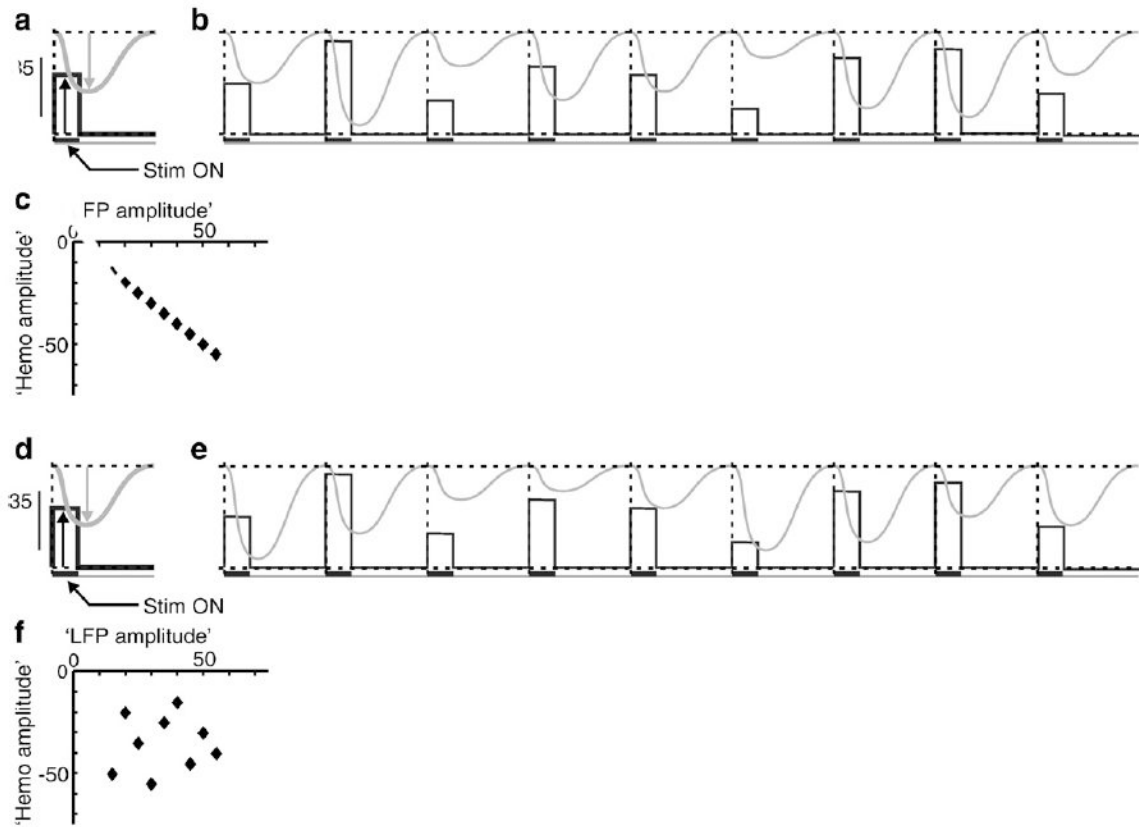 a
b
35
Stim ON
c
FP amplitude'
0
50
0
'Hemo amplitude'
-50
d
e
35
Stim ON
f
'LFP amplitude'
0
50
0
'Hemo amplitude'
-50